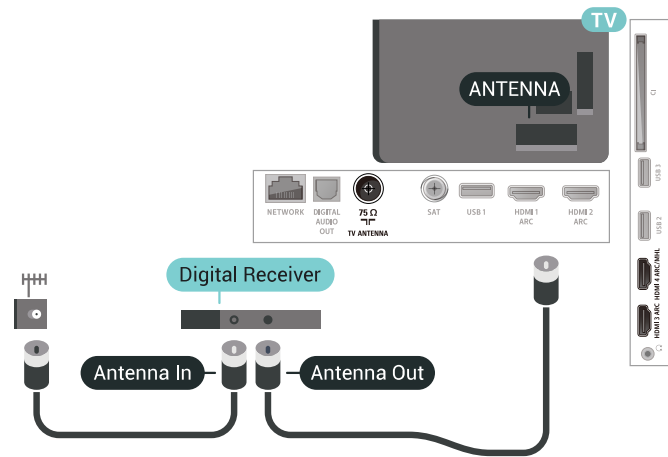 TV
ANTENNA
CI
USB 3
USB 2
HDMI 4 ARC/MHL
HDMI 3 ARC
NETWORK
DIGITAL
AUDIO
OUT
75 Ω
TV ANTENNA
SAT
USB 1
HDMI 1
ARC
HDMI 2
ARC
Digital Receiver
Antenna In
Antenna Out